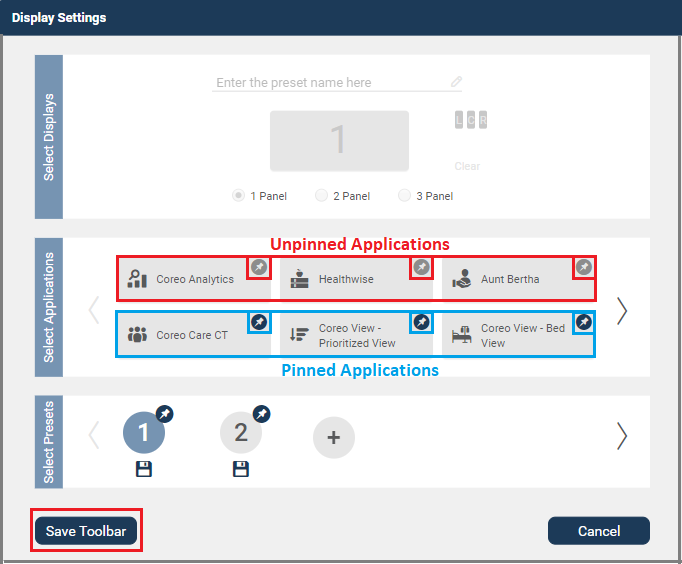 Display Settings
Select Displays
Enter the preset name here
1
L C R
Clear
1 Panel 2 Panel 3 Panel
Select Applications
Unpinned Applications
Coreo Analytics
Healthwise
Aunt Bertha
Coreo Care CT
Coreo View -
Prioritized View
Coreo View - Bed
View
Pinned Applications
Select Presets
1
2
+
Save Toolbar
Cancel